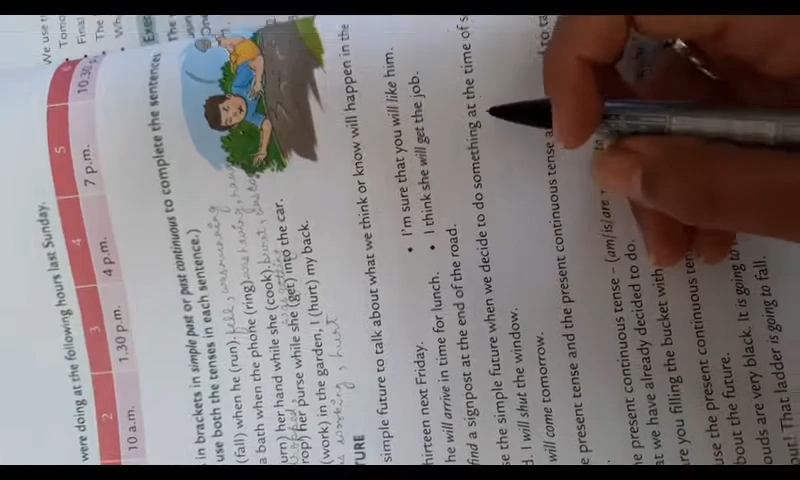 We use t
Tomo
Fina
The
Wh
Exe
The
were doing at the following hours last Sunday.
2 3 4 5 6
10 a.m. 1.30 p.m. 4 p.m. 7 p.m. 10.30 p
in brackets in simple past or past continuous to complete the sentences
use both the tenses in each sentence.)
(fall) when he (run). fell, was running
a bath when the phone (ring) was having,
urn) her hand while she (cook). burnt,
rop) her purse while she (get) into the car.
(work) in the garden, I (hurt) my back.
working, hurt
TURE
simple future to talk about what we think or know will happen in the
hirteen next Friday. • I'm sure that you will like him.
he will arrive in time for lunch. • I think she will get the job.
find a signpost at the end of the road.
se the simple future when we decide to do something at the time of s
d. I will shut the window.
will come tomorrow.
e present tense and the present continuous tense a
he present continuous tense – (am/is/are
at we have already decided to do.
re you filling the bucket with
use the present continuous ten
bout the future.
ouds are very black. It is going to
out! That ladder is going to fall.